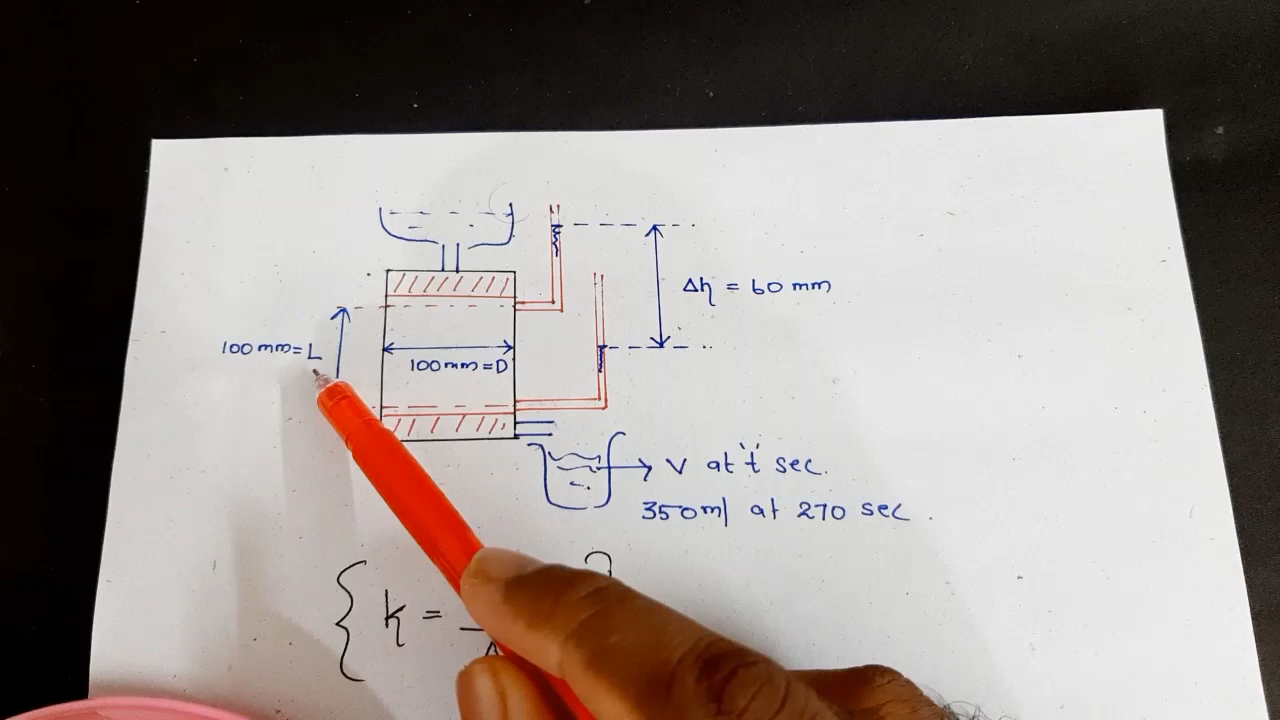 Δh = 60 mm
100 mm = L
100 mm = D
V at 't' sec.
350 ml at 270 sec.
k =